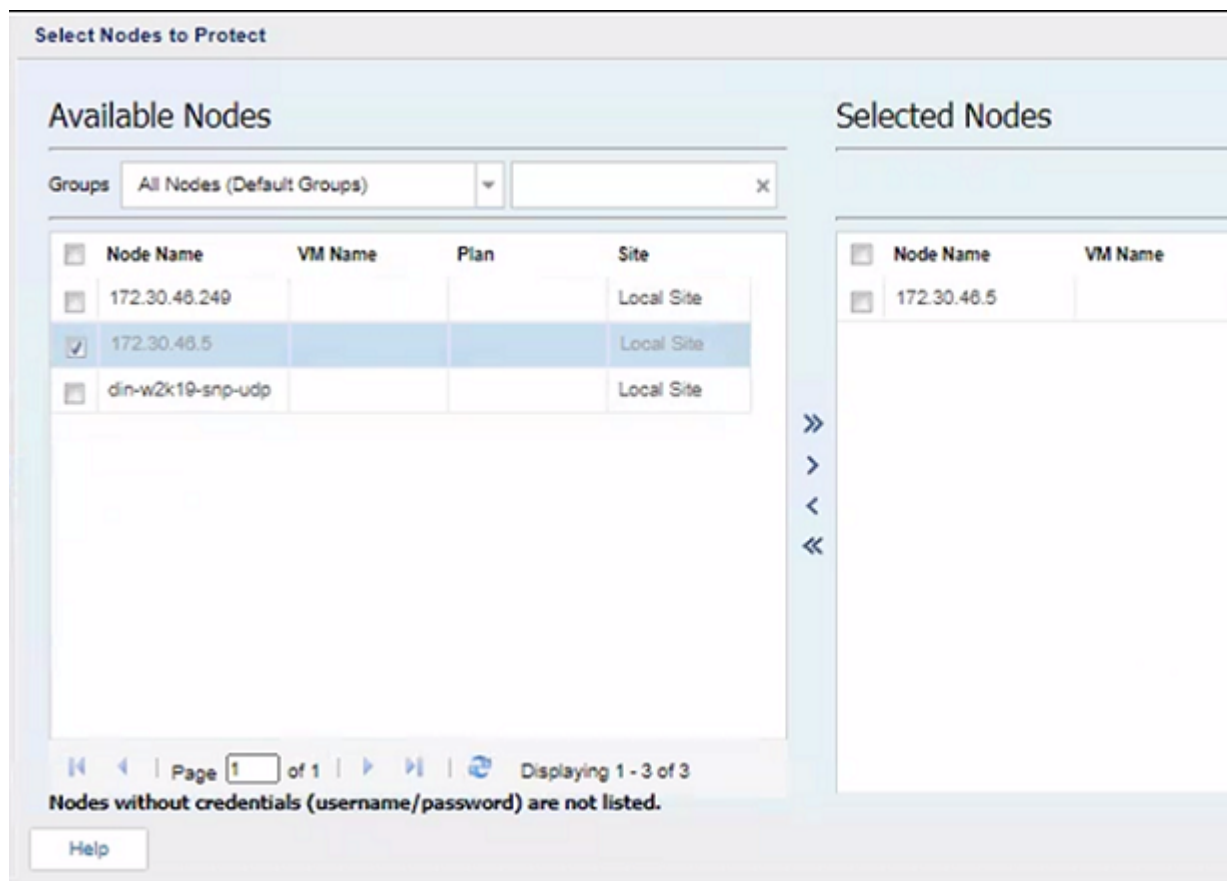 Select Nodes to Protect
Available Nodes
Groups All Nodes (Default Groups)
Node Name VM Name Plan Site
172.30.46.249 Local Site
172.30.46.5 Local Site
din-w2k19-snp-udp Local Site
Page 1 of 1 Displaying 1 - 3 of 3
Nodes without credentials (username/password) are not listed.
Help
Selected Nodes
Node Name VM Name
172.30.46.5